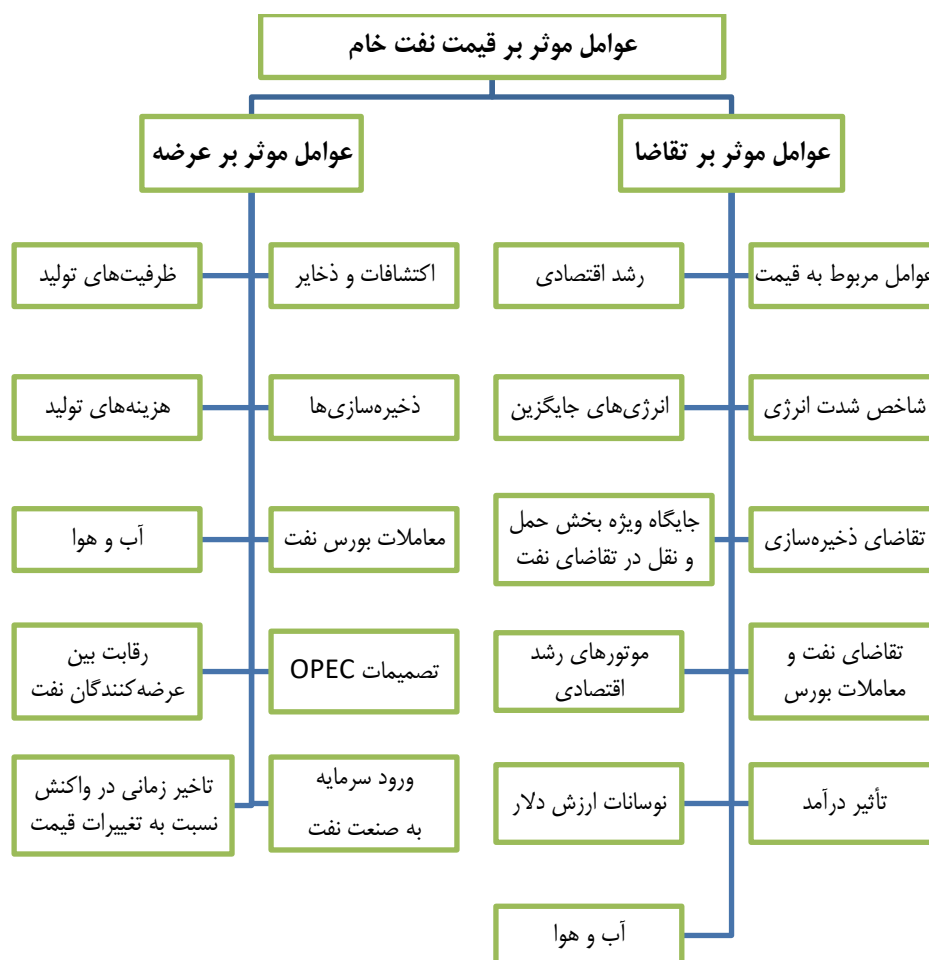 عوامل موثر بر قیمت نفت خام
عوامل موثر بر تقاضا
عوامل موثر بر عرضه
عوامل مربوط به قیمت
رشد اقتصادی
شاخص شدت انرژی
انرژی‌های جایگزین
تقاضای ذخیره‌سازی
جایگاه ویژه بخش حمل
و نقل در تقاضای نفت
تقاضای نفت و
معاملات بورس
موتورهای رشد
اقتصادی
تأثیر درآمد
نوسانات ارزش دلار
آب و هوا
اکتشافات و ذخایر
ظرفیت‌های تولید
ذخیره‌سازی‌ها
هزینه‌های تولید
معاملات بورس نفت
آب و هوا
تصمیمات OPEC
رقابت بین
عرضه‌کنندگان نفت
ورود سرمایه
به صنعت نفت
تاخیر زمانی در واکنش
نسبت به تغییرات قیمت